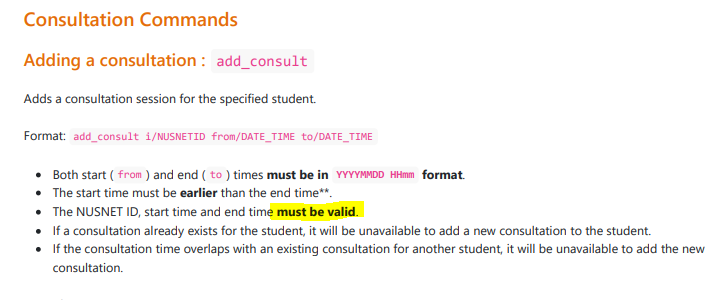 Consultation Commands
Adding a consultation : add_consult
Adds a consultation session for the specified student.
Format: add_consult i/NUSNETID from/DATE_TIME to/DATE_TIME
• Both start ( from ) and end ( to ) times must be in YYYYMMDD HHmm format.
• The start time must be earlier than the end time**.
• The NUSNET ID, start time and end time must be valid.
• If a consultation already exists for the student, it will be unavailable to add a new consultation to the student.
• If the consultation time overlaps with an existing consultation for another student, it will be unavailable to add the new
consultation.